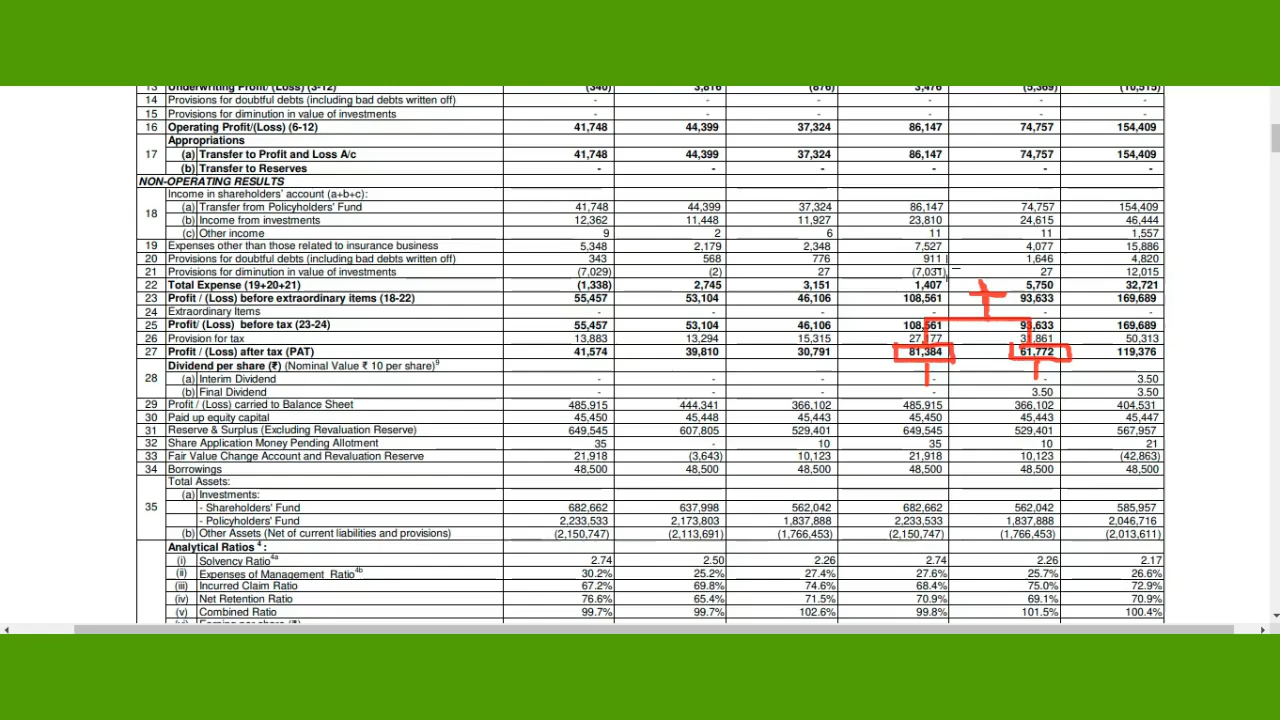 13 Underwriting Profit/ (Loss) (3-12) (340) 3,816 (876) 3,476 (5,369) (10,515)
14 Provisions for doubtful debts (including bad debts written off) - - - - - -
15 Provisions for diminution in value of investments - - - - - -
16 Operating Profit/(Loss) (6-12) 41,748 44,399 37,324 86,147 74,757 154,409
Appropriations
17 (a) Transfer to Profit and Loss A/c 41,748 44,399 37,324 86,147 74,757 154,409
(b) Transfer to Reserves - - - - - -
NON-OPERATING RESULTS
Income in shareholders' account (a+b+c):
18 (a) Transfer from Policyholders' Fund 41,748 44,399 37,324 86,147 74,757 154,409
(b) Income from investments 12,362 11,448 11,927 23,810 24,615 46,444
(c) Other income 9 2 6 11 11 1,557
19 Expenses other than those related to insurance business 5,348 2,179 2,348 7,527 4,077 15,886
20 Provisions for doubtful debts (including bad debts written off) 343 568 776 911 1,646 4,820
21 Provisions for diminution in value of investments (7,029) (2) 27 (7,031) 27 12,015
22 Total Expense (19+20+21) (1,338) 2,745 3,151 1,407 5,750 32,721
23 Profit / (Loss) before extraordinary items (18-22) 55,457 53,104 46,106 108,561 93,633 169,689
24 Extraordinary Items - - - - - -
25 Profit/ (Loss) before tax (23-24) 55,457 53,104 46,106 108,561 93,633 169,689
26 Provision for tax 13,883 13,294 15,315 27,177 31,861 50,313
27 Profit / (Loss) after tax (PAT) 41,574 39,810 30,791 81,384 61,772 119,376
Dividend per share (₹) (Nominal Value ₹ 10 per share)9
28 (a) Interim Dividend - - - - - 3.50
(b) Final Dividend - - - - 3.50 3.50
29 Profit / (Loss) carried to Balance Sheet 485,915 444,341 366,102 485,915 366,102 404,531
30 Paid up equity capital 45,450 45,448 45,443 45,450 45,443 45,447
31 Reserve & Surplus (Excluding Revaluation Reserve) 649,545 607,805 529,401 649,545 529,401 567,957
32 Share Application Money Pending Allotment 35 - 10 35 10 21
33 Fair Value Change Account and Revaluation Reserve 21,918 (3,643) 10,123 21,918 10,123 (42,863)
34 Borrowings 48,500 48,500 48,500 48,500 48,500 48,500
Total Assets:
(a) Investments:
35 - Shareholders' Fund 682,662 637,998 562,042 682,662 562,042 585,957
- Policyholders' Fund 2,233,533 2,173,803 1,837,888 2,233,533 1,837,888 2,046,716
(b) Other Assets (Net of current liabilities and provisions) (2,150,747) (2,113,691) (1,766,453) (2,150,747) (1,766,453) (2,013,611)
Analytical Ratios 4 :
(i) Solvency Ratio4a 2.74 2.50 2.26 2.74 2.26 2.17
(ii) Expenses of Management Ratio4b 30.2% 25.2% 27.4% 27.6% 25.7% 26.6%
(iii) Incurred Claim Ratio 67.2% 69.8% 74.6% 68.4% 75.0% 72.9%
(iv) Net Retention Ratio 76.6% 65.4% 71.5% 70.9% 69.1% 70.9%
(v) Combined Ratio 99.7% 99.7% 102.6% 99.8% 101.5% 100.4%